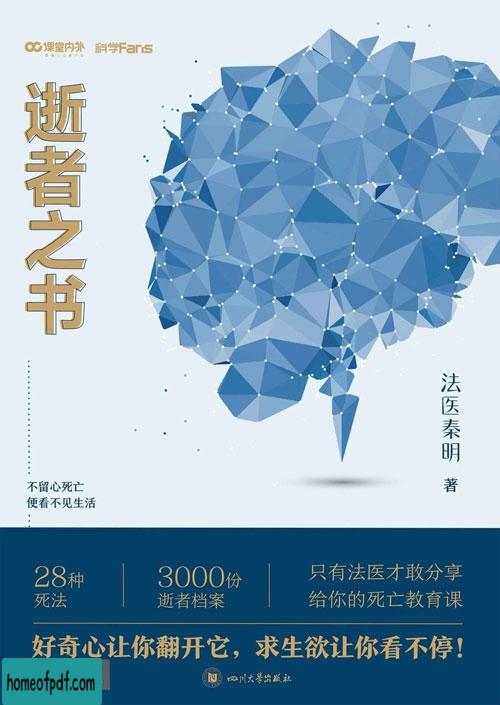 课堂内外 科学Fans
逝者之书
法医秦明 著
不留心死亡
便看不见生活
28种
死法
3000份
逝者档案
只有法医才敢分享
给你的死亡教育课
好奇心让你翻开它，求生欲让你看不停！
四川大学出版社
homeofpdf.com